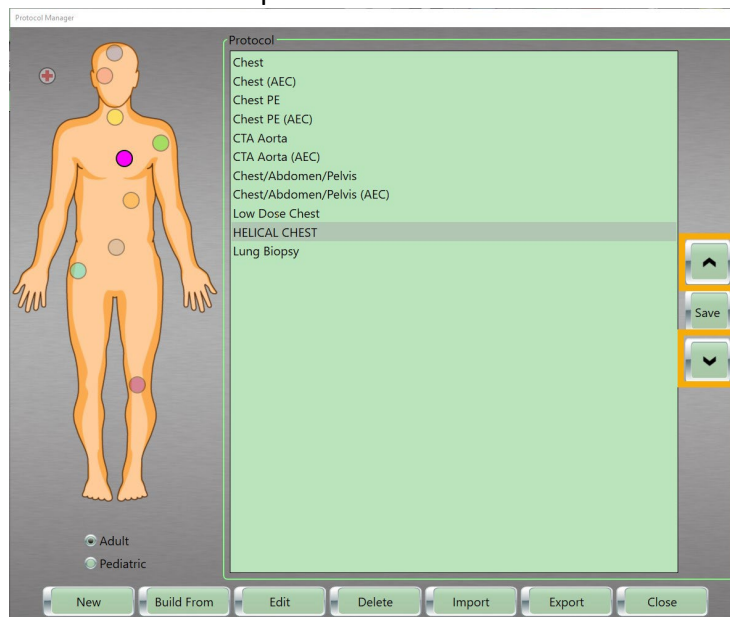 Protocol Manager
Protocol
Chest
Chest (AEC)
Chest PE
Chest PE (AEC)
CTA Aorta
CTA Aorta (AEC)
Chest/Abdomen/Pelvis
Chest/Abdomen/Pelvis (AEC)
Low Dose Chest
HELICAL CHEST
Lung Biopsy
Save
Adult
Pediatric
New
Build From
Edit
Delete
Import
Export
Close